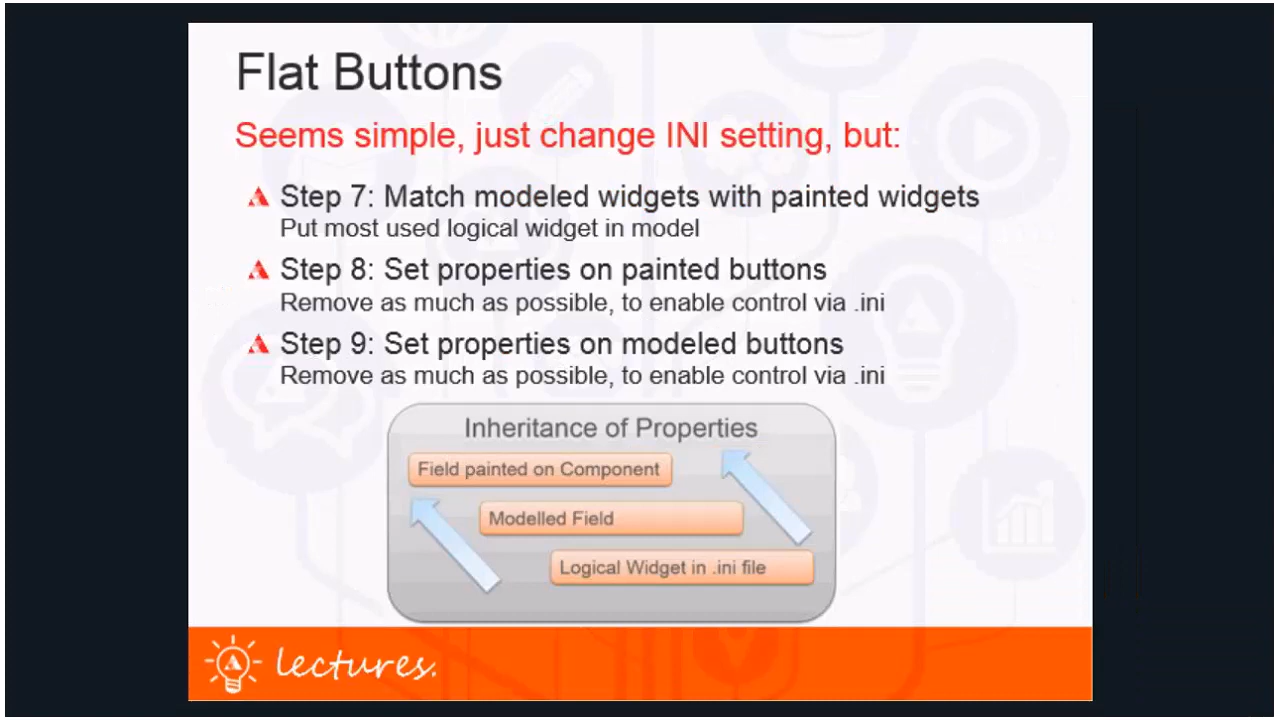 Flat Buttons
Seems simple, just change INI setting, but:
Step 7: Match modeled widgets with painted widgets
Put most used logical widget in model
Step 8: Set properties on painted buttons
Remove as much as possible, to enable control via .ini
Step 9: Set properties on modeled buttons
Remove as much as possible, to enable control via .ini
Inheritance of Properties
Field painted on Component
Modelled Field
Logical Widget in .ini file
lectures.